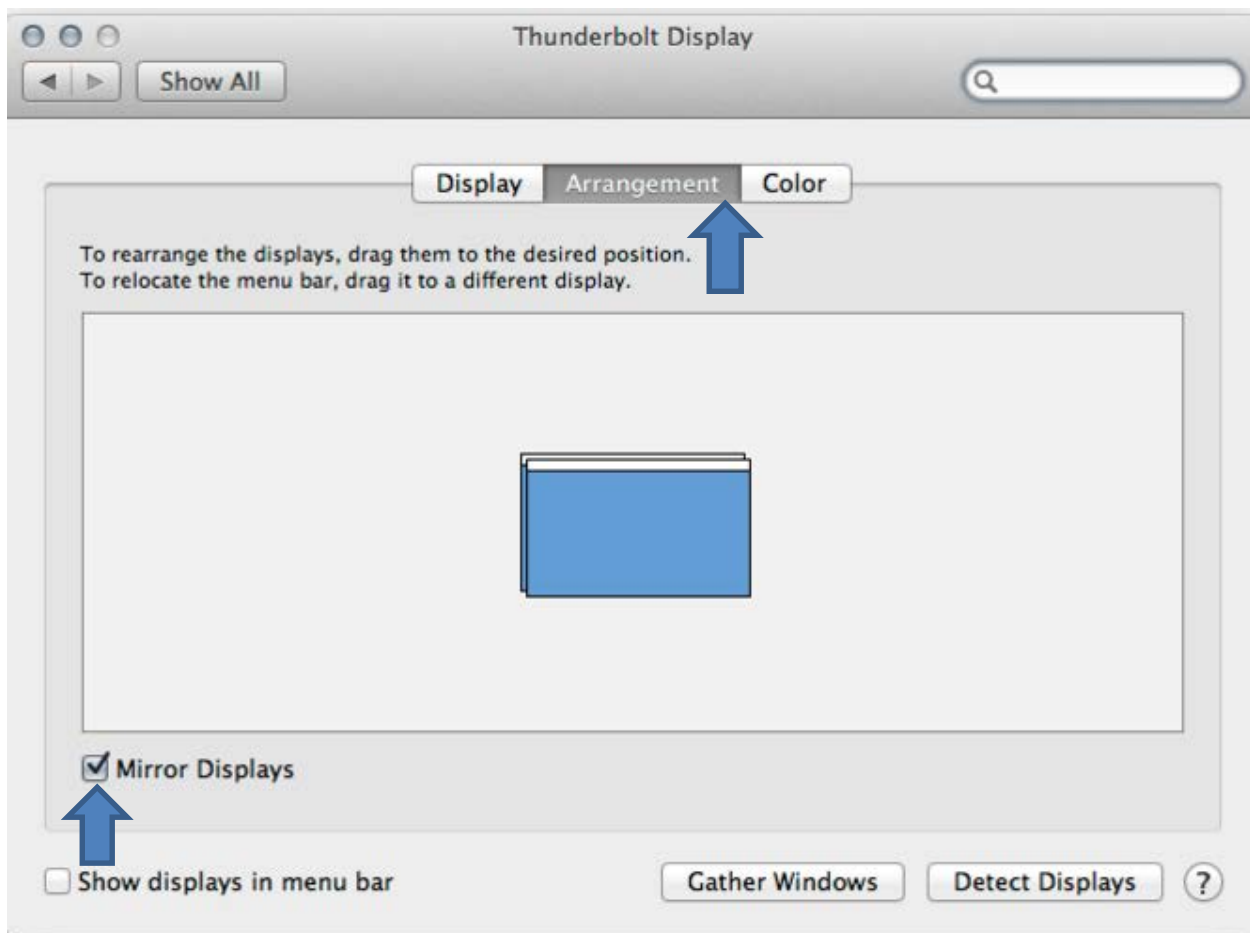 Thunderbolt Display
Show All
Display Arrangement Color
To rearrange the displays, drag them to the desired position.
To relocate the menu bar, drag it to a different display.
Mirror Displays
Show displays in menu bar
Gather Windows
Detect Displays
?